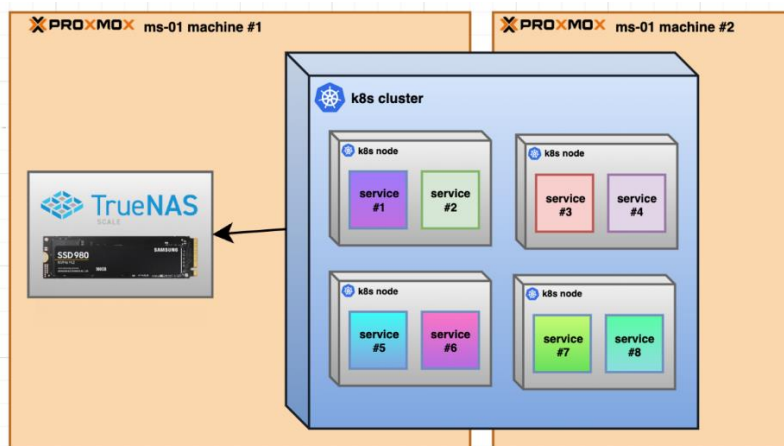 PROXMOX ms-01 machine #1
PROXMOX ms-01 machine #2
k8s cluster
k8s node
service
#1
service
#2
k8s node
service
#3
service
#4
TrueNAS
SCALE
SSD 980
SAMSUNG
k8s node
service
#5
service
#6
k8s node
service
#7
service
#8